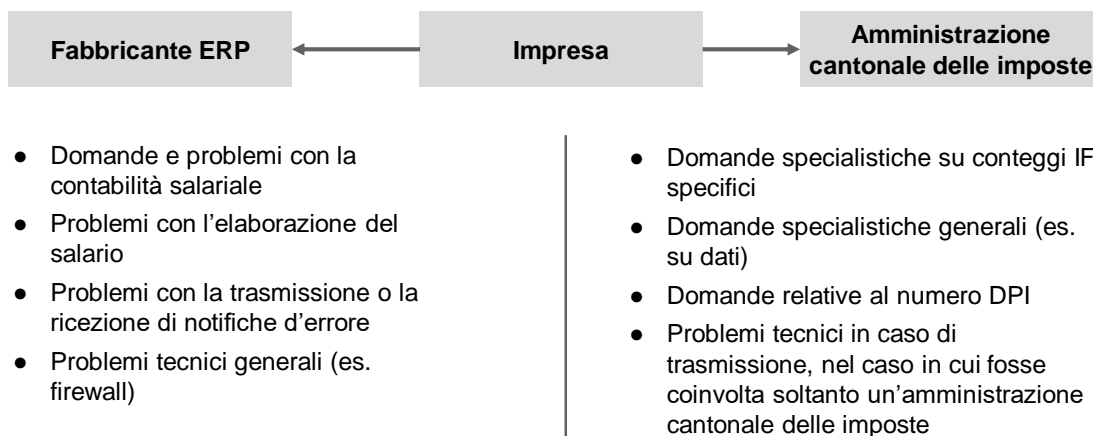 Fabbricante ERP
Impresa
Amministrazione
cantonale delle imposte
● Domande e problemi con la
contabilità salariale
● Problemi con l’elaborazione del
salario
● Problemi con la trasmissione o la
ricezione di notifiche d’errore
● Problemi tecnici generali (es.
firewall)
● Domande specialistiche su conteggi IF
specifici
● Domande specialistiche generali (es.
su dati)
● Domande relative al numero DPI
● Problemi tecnici in caso di
trasmissione, nel caso in cui fosse
coinvolta soltanto un’amministrazione
cantonale delle imposte